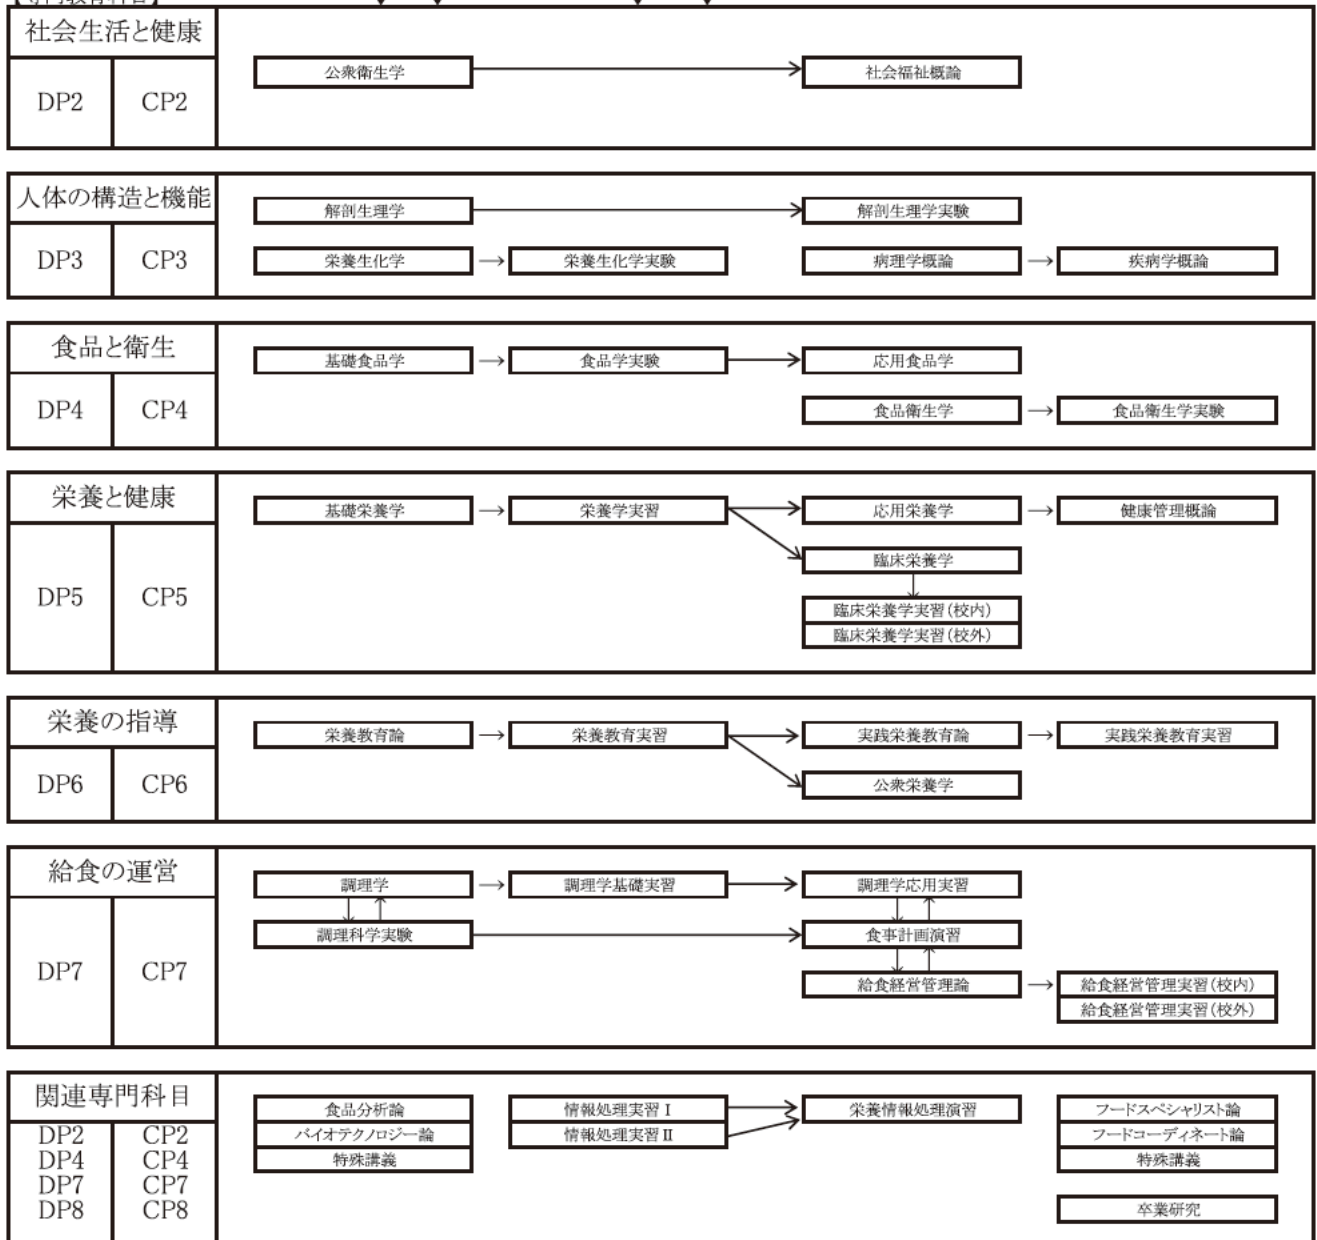 【専門教育科目】
社会生活と健康
DP2 CP2
公衆衛生学 → 社会福祉概論
人体の構造と機能
DP3 CP3
解剖生理学 → 解剖生理学実験
栄養生化学 → 栄養生化学実験 病理学概論 → 疾病学概論
食品と衛生
DP4 CP4
基礎食品学 → 食品学実験 → 応用食品学
食品衛生学 → 食品衛生学実験
栄養と健康
DP5 CP5
基礎栄養学 → 栄養学実習 → 応用栄養学 → 健康管理概論
臨床栄養学
臨床栄養学実習(校内)
臨床栄養学実習(校外)
栄養の指導
DP6 CP6
栄養教育論 → 栄養教育実習 → 実践栄養教育論 → 実践栄養教育実習
公衆栄養学
給食の運営
DP7 CP7
調理学 → 調理学基礎実習 → 調理学応用実習
調理科学実験 → 食事計画演習
給食経営管理論 → 給食経営管理実習(校内)
給食経営管理実習(校外)
関連専門科目
DP2 CP2
DP4 CP4
DP7 CP7
DP8 CP8
食品分析論 情報処理実習Ⅰ → 栄養情報処理演習 フードスペシャリスト論
バイオテクノロジー論 情報処理実習Ⅱ フードコーディネート論
特殊講義 特殊講義
卒業研究